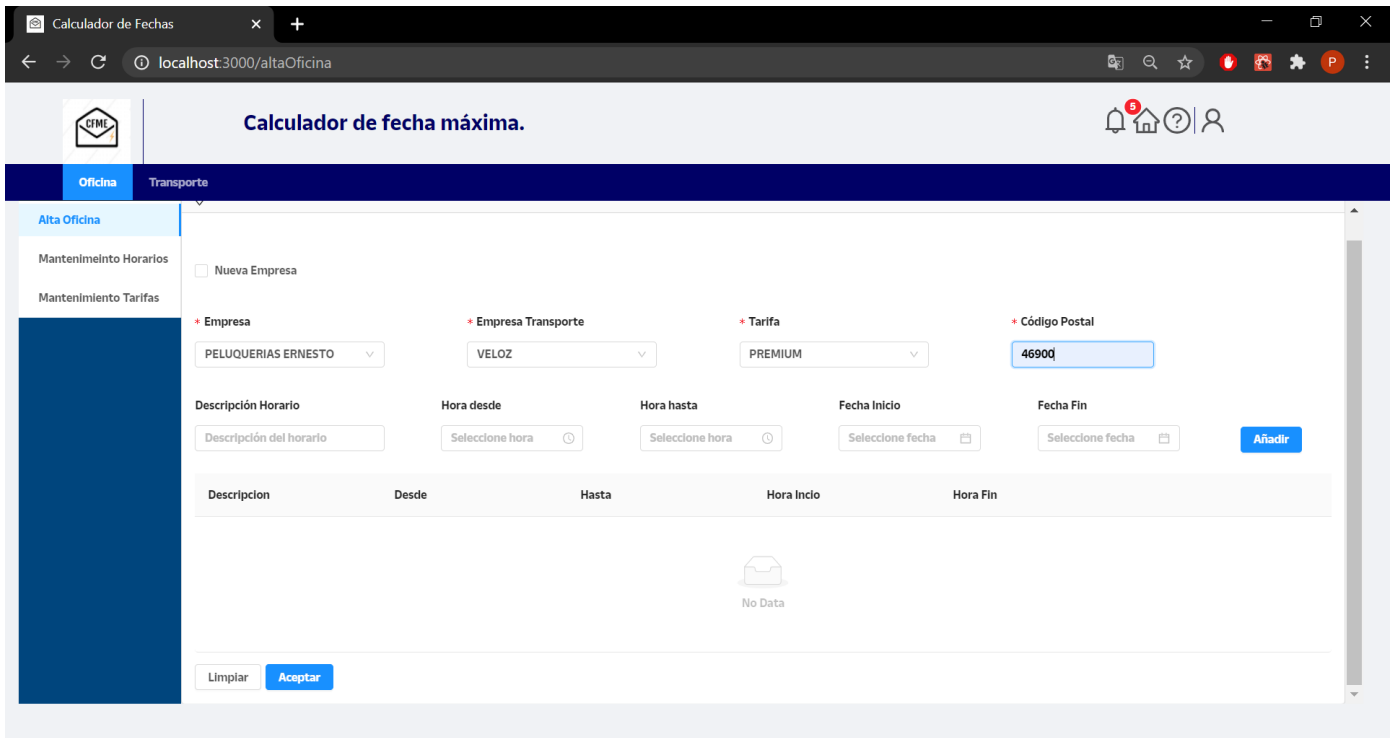 Calculador de Fechas
localhost:3000/altaOficina
P
CFME
Calculador de fecha máxima.
5
Oficina Transporte
Alta Oficina
Mantenimeinto Horarios
Mantenimiento Tarifas
Nueva Empresa
* Empresa * Empresa Transporte * Tarifa * Código Postal
PELUQUERIAS ERNESTO VELOZ PREMIUM 46900
Descripción Horario Hora desde Hora hasta Fecha Inicio Fecha Fin
Descripción del horario Seleccione hora Seleccione hora Seleccione fecha Seleccione fecha Añadir
Descripcion Desde Hasta Hora Incio Hora Fin
No Data
Limpiar Aceptar